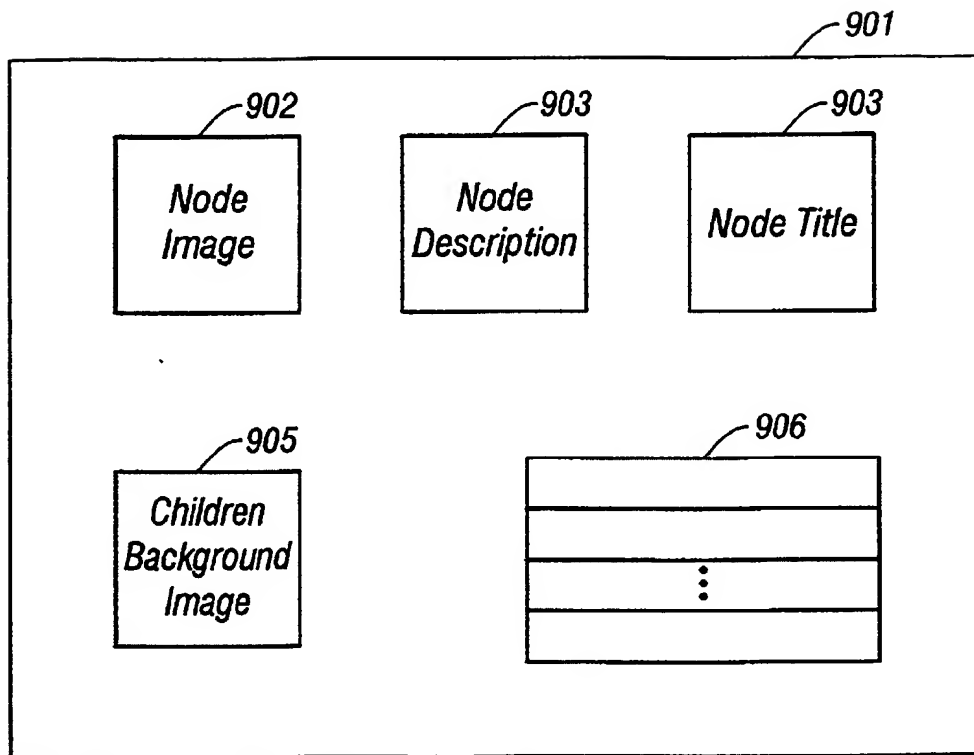 901
902
903
903
Node
Image
Node
Description
Node Title
905
906
Children
Background
Image